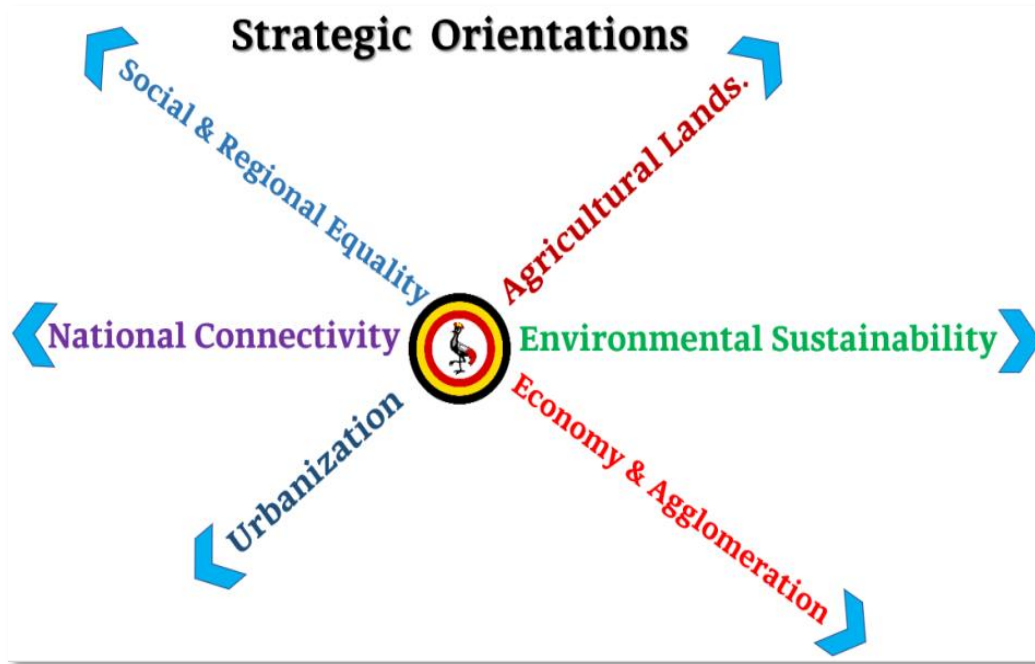 Strategic Orientations
Social & Regional Equality
Agricultural Lands.
National Connectivity
Environmental Sustainability
Urbanization
Economy & Agglomeration